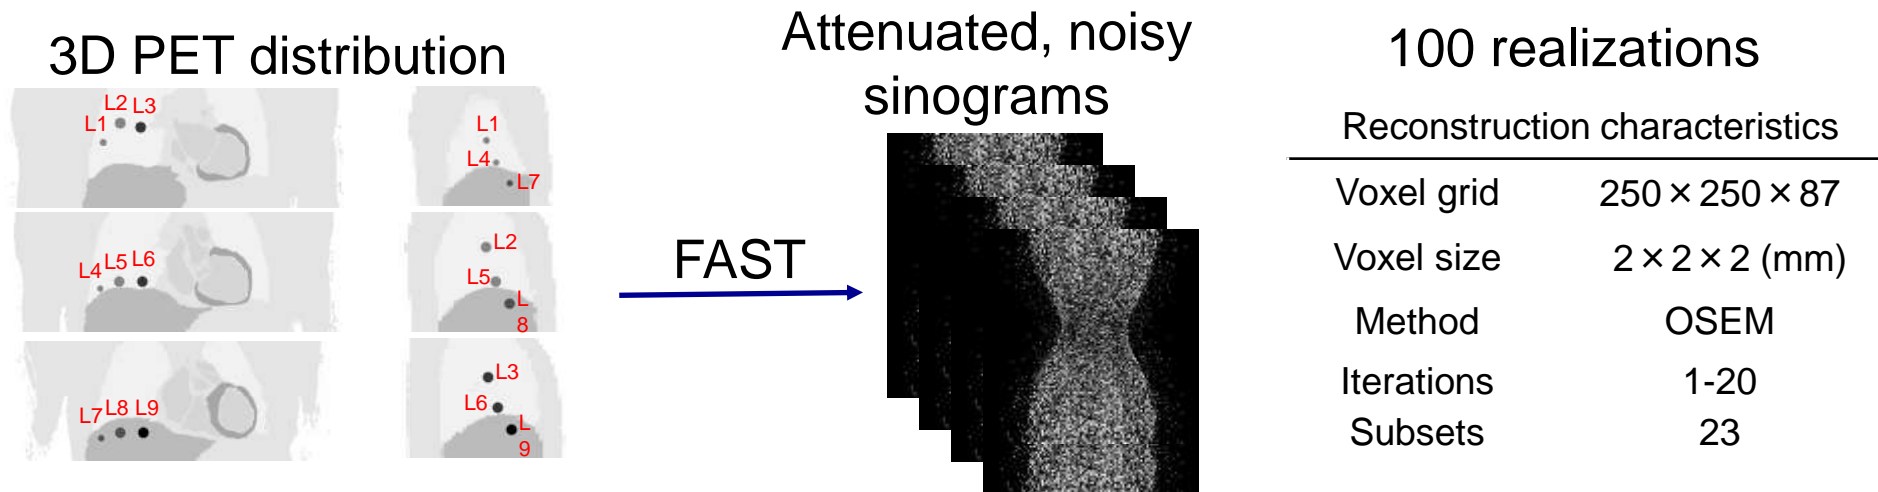 3D PET distribution
L2 L3
L1
L1
L4
L7
L4 L5 L6
L2
L5
L
8
L7 L8 L9
L3
L6
L
9
FAST
Attenuated, noisy
sinograms
100 realizations
Reconstruction characteristics
Voxel grid 250 × 250 × 87
Voxel size 2 × 2 × 2 (mm)
Method OSEM
Iterations 1-20
Subsets 23